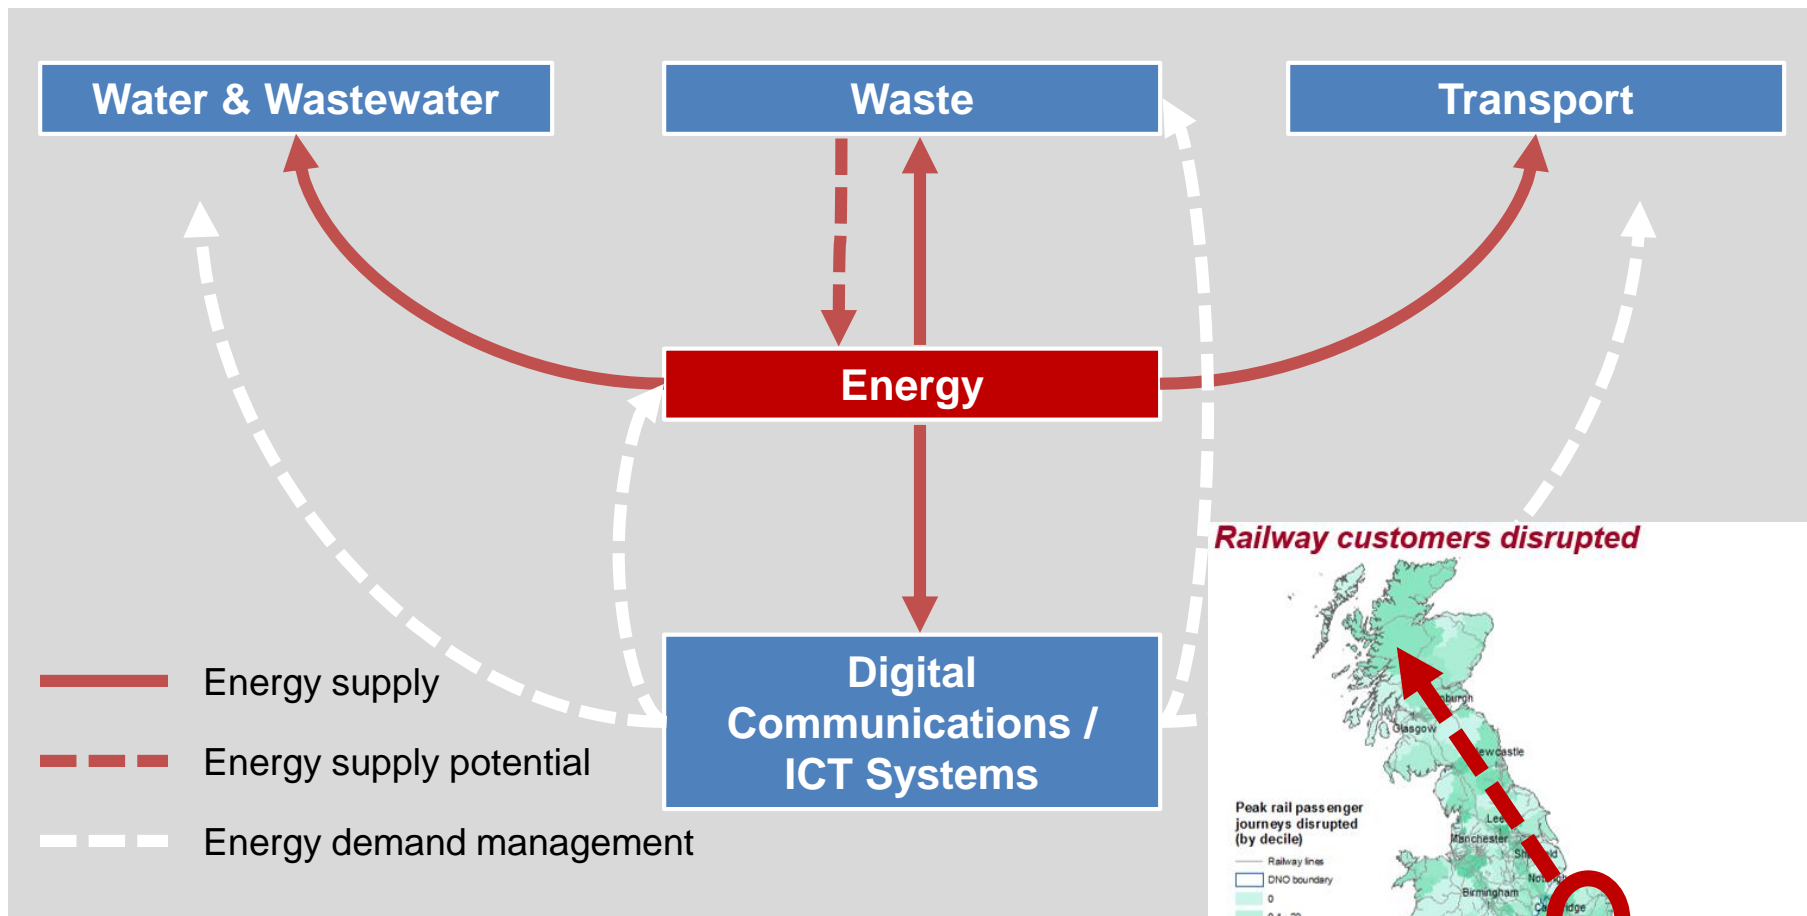 Water & Wastewater
Waste
Transport
Energy
Digital
Communications /
ICT Systems
Energy supply
Energy supply potential
Energy demand management
Railway customers disrupted
Glasgow
Manchester
Birmingham
Peak rail passenger
journeys disrupted
(by decile)
Railway lines
DNO boundary
0